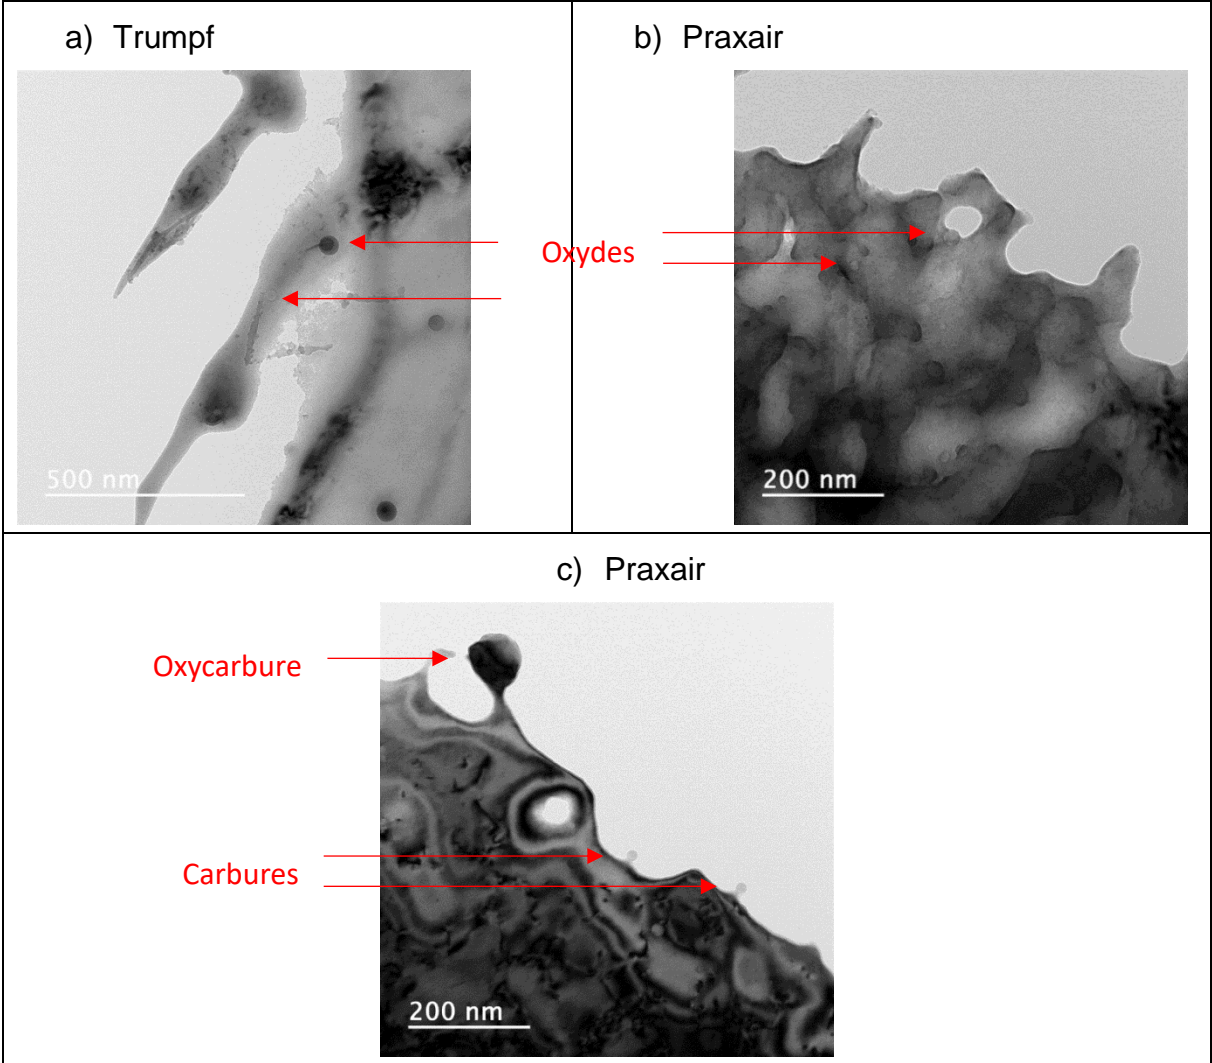 a) Trumpf
b) Praxair
Oxydes
500 nm
200 nm
c) Praxair
Oxycarbure
Carbures
200 nm